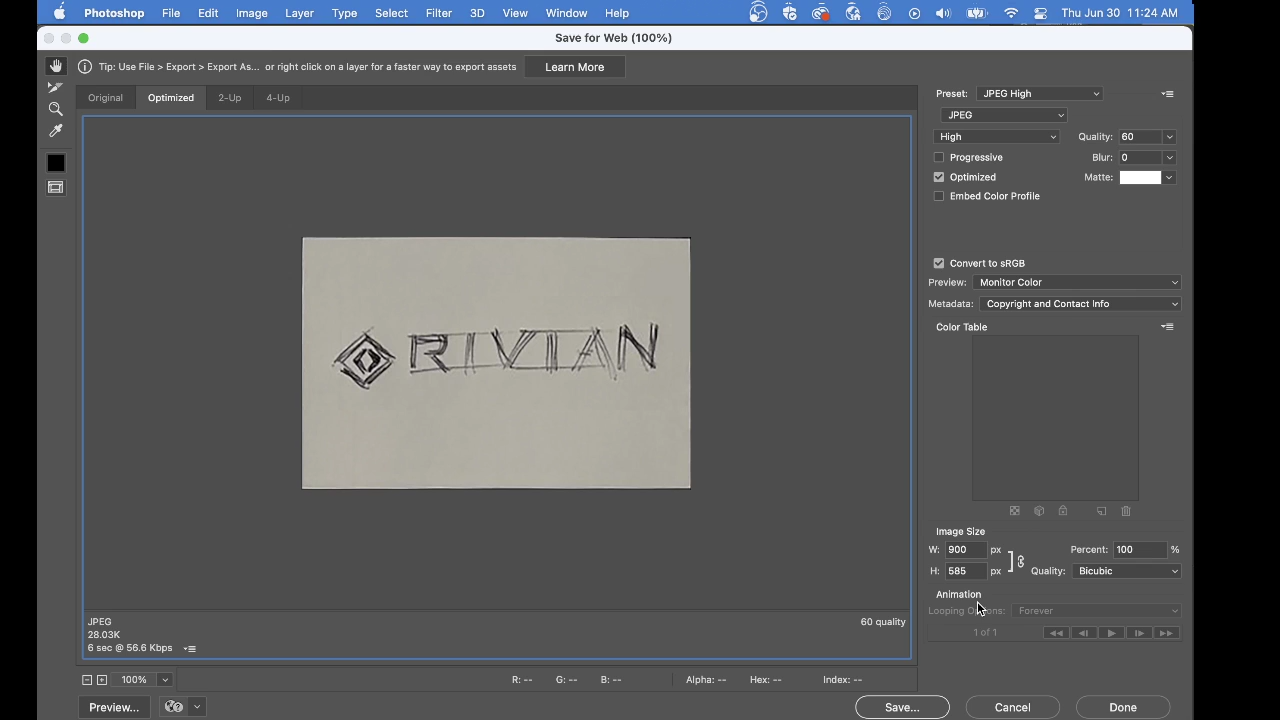 Photoshop File Edit Image Layer Type Select Filter 3D View Window Help Thu Jun 30 11:24 AM
Save for Web (100%)
Tip: Use File > Export > Export As... or right click on a layer for a faster way to export assets Learn More
Original Optimized 2-Up 4-Up
Preset: JPEG High
JPEG
High Quality: 60
Progressive Blur: 0
Optimized Matte:
Embed Color Profile
Convert to sRGB
Preview: Monitor Color
Metadata: Copyright and Contact Info
Color Table
RIVIAN
Image Size
W: 900 px Percent: 100 %
H: 585 px Quality: Bicubic
Animation
Looping Options: Forever
1 of 1
JPEG 60 quality
28.03K
6 sec @ 56.6 Kbps
100% R: -- G: -- B: -- Alpha: -- Hex: -- Index: --
Preview... Save... Cancel Done